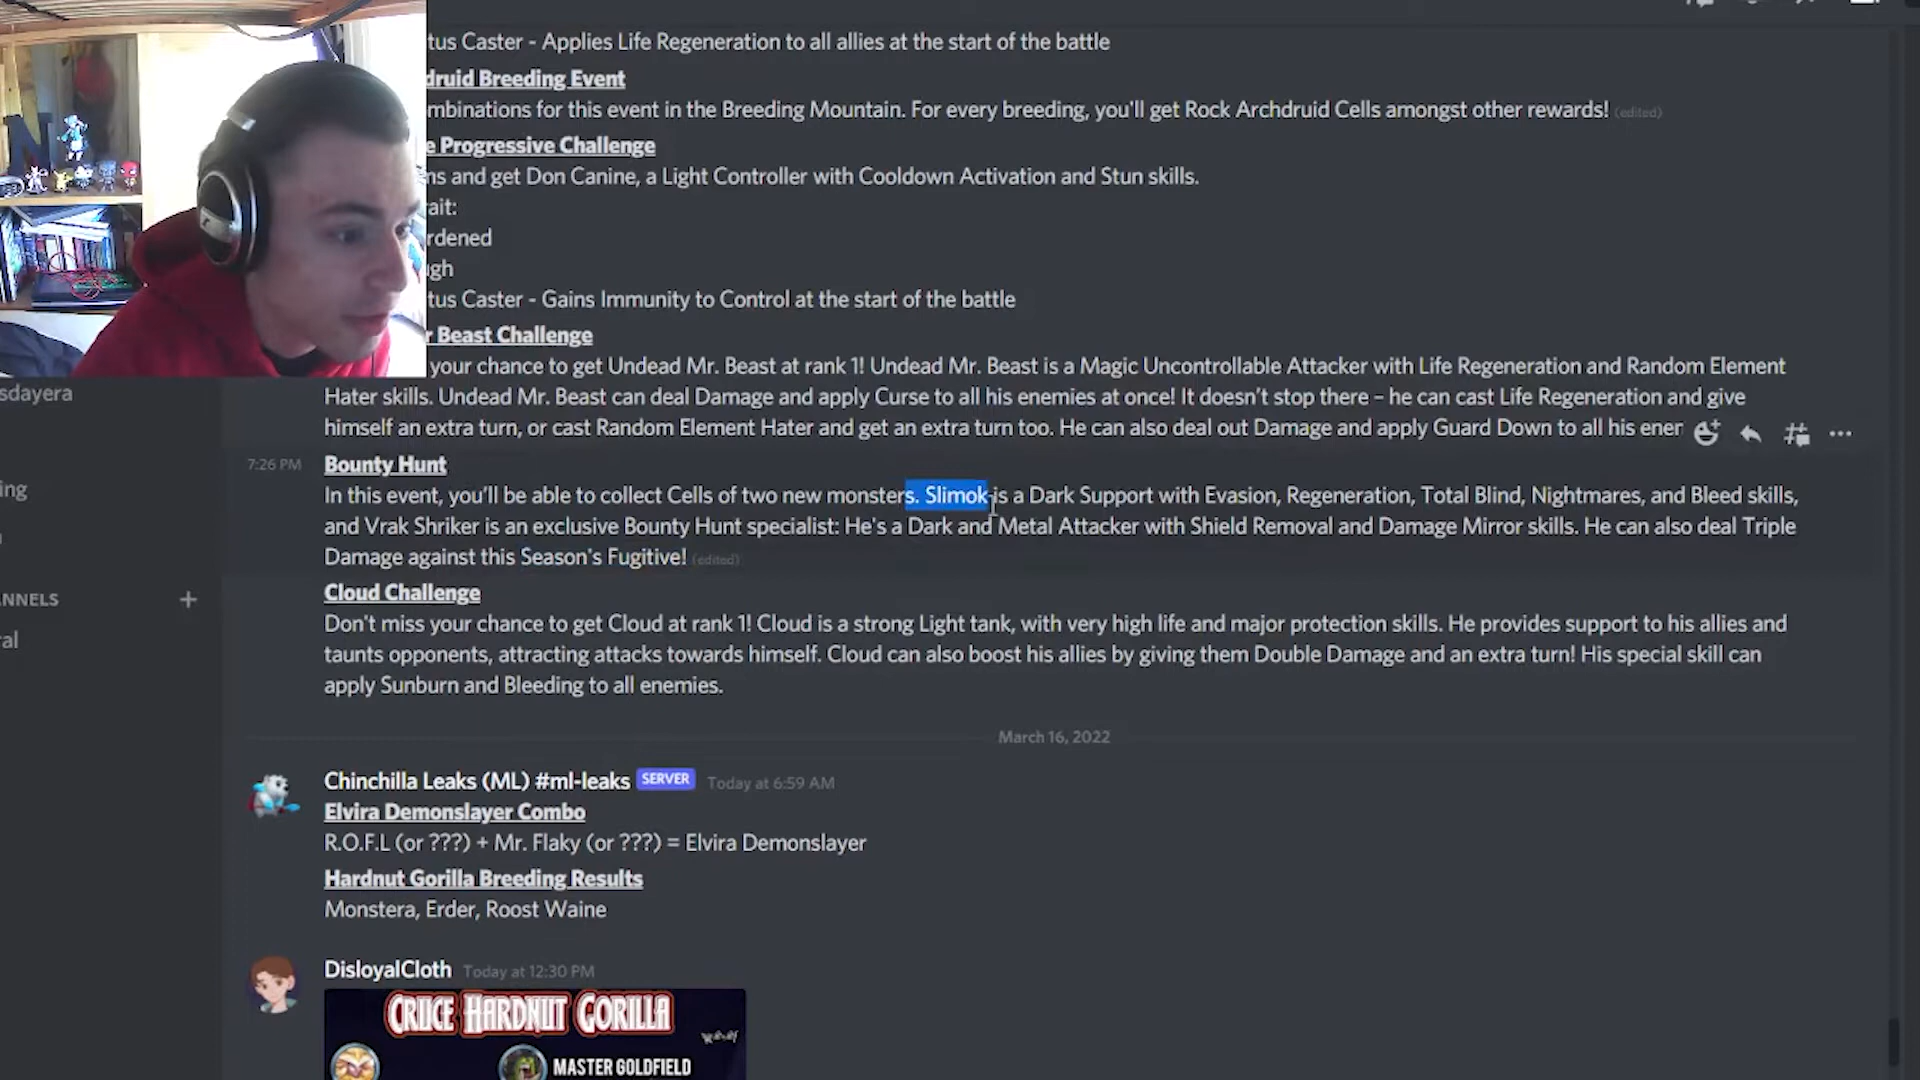 tus Caster - Applies Life Regeneration to all allies at the start of the battle
druid Breeding Event
mbinations for this event in the Breeding Mountain. For every breeding, you'll get Rock Archdruid Cells amongst other rewards! (edited)
e Progressive Challenge
ns and get Don Canine, a Light Controller with Cooldown Activation and Stun skills.
rait:
rdened
ugh
tus Caster - Gains Immunity to Control at the start of the battle
r Beast Challenge
your chance to get Undead Mr. Beast at rank 1! Undead Mr. Beast is a Magic Uncontrollable Attacker with Life Regeneration and Random Element
sdayera
Hater skills. Undead Mr. Beast can deal Damage and apply Curse to all his enemies at once! It doesn't stop there – he can cast Life Regeneration and give
himself an extra turn, or cast Random Element Hater and get an extra turn too. He can also deal out Damage and apply Guard Down to all his ener
7:26 PM Bounty Hunt
ing
In this event, you'll be able to collect Cells of two new monsters. Slimok is a Dark Support with Evasion, Regeneration, Total Blind, Nightmares, and Bleed skills,
and Vrak Shriker is an exclusive Bounty Hunt specialist: He's a Dark and Metal Attacker with Shield Removal and Damage Mirror skills. He can also deal Triple
Damage against this Season's Fugitive! (edited)
Cloud Challenge
NNELS +
Don't miss your chance to get Cloud at rank 1! Cloud is a strong Light tank, with very high life and major protection skills. He provides support to his allies and
ral
taunts opponents, attracting attacks towards himself. Cloud can also boost his allies by giving them Double Damage and an extra turn! His special skill can
apply Sunburn and Bleeding to all enemies.
March 16, 2022
Chinchilla Leaks (ML) #ml-leaks SERVER Today at 6:59 AM
Elvira Demonslayer Combo
R.O.F.L (or ???) + Mr. Flaky (or ???) = Elvira Demonslayer
Hardnut Gorilla Breeding Results
Monstera, Erder, Roost Waine
DisloyalCloth Today at 12:30 PM
CRUCE HARDNUT GORILLA
MASTER GOLDFIELD